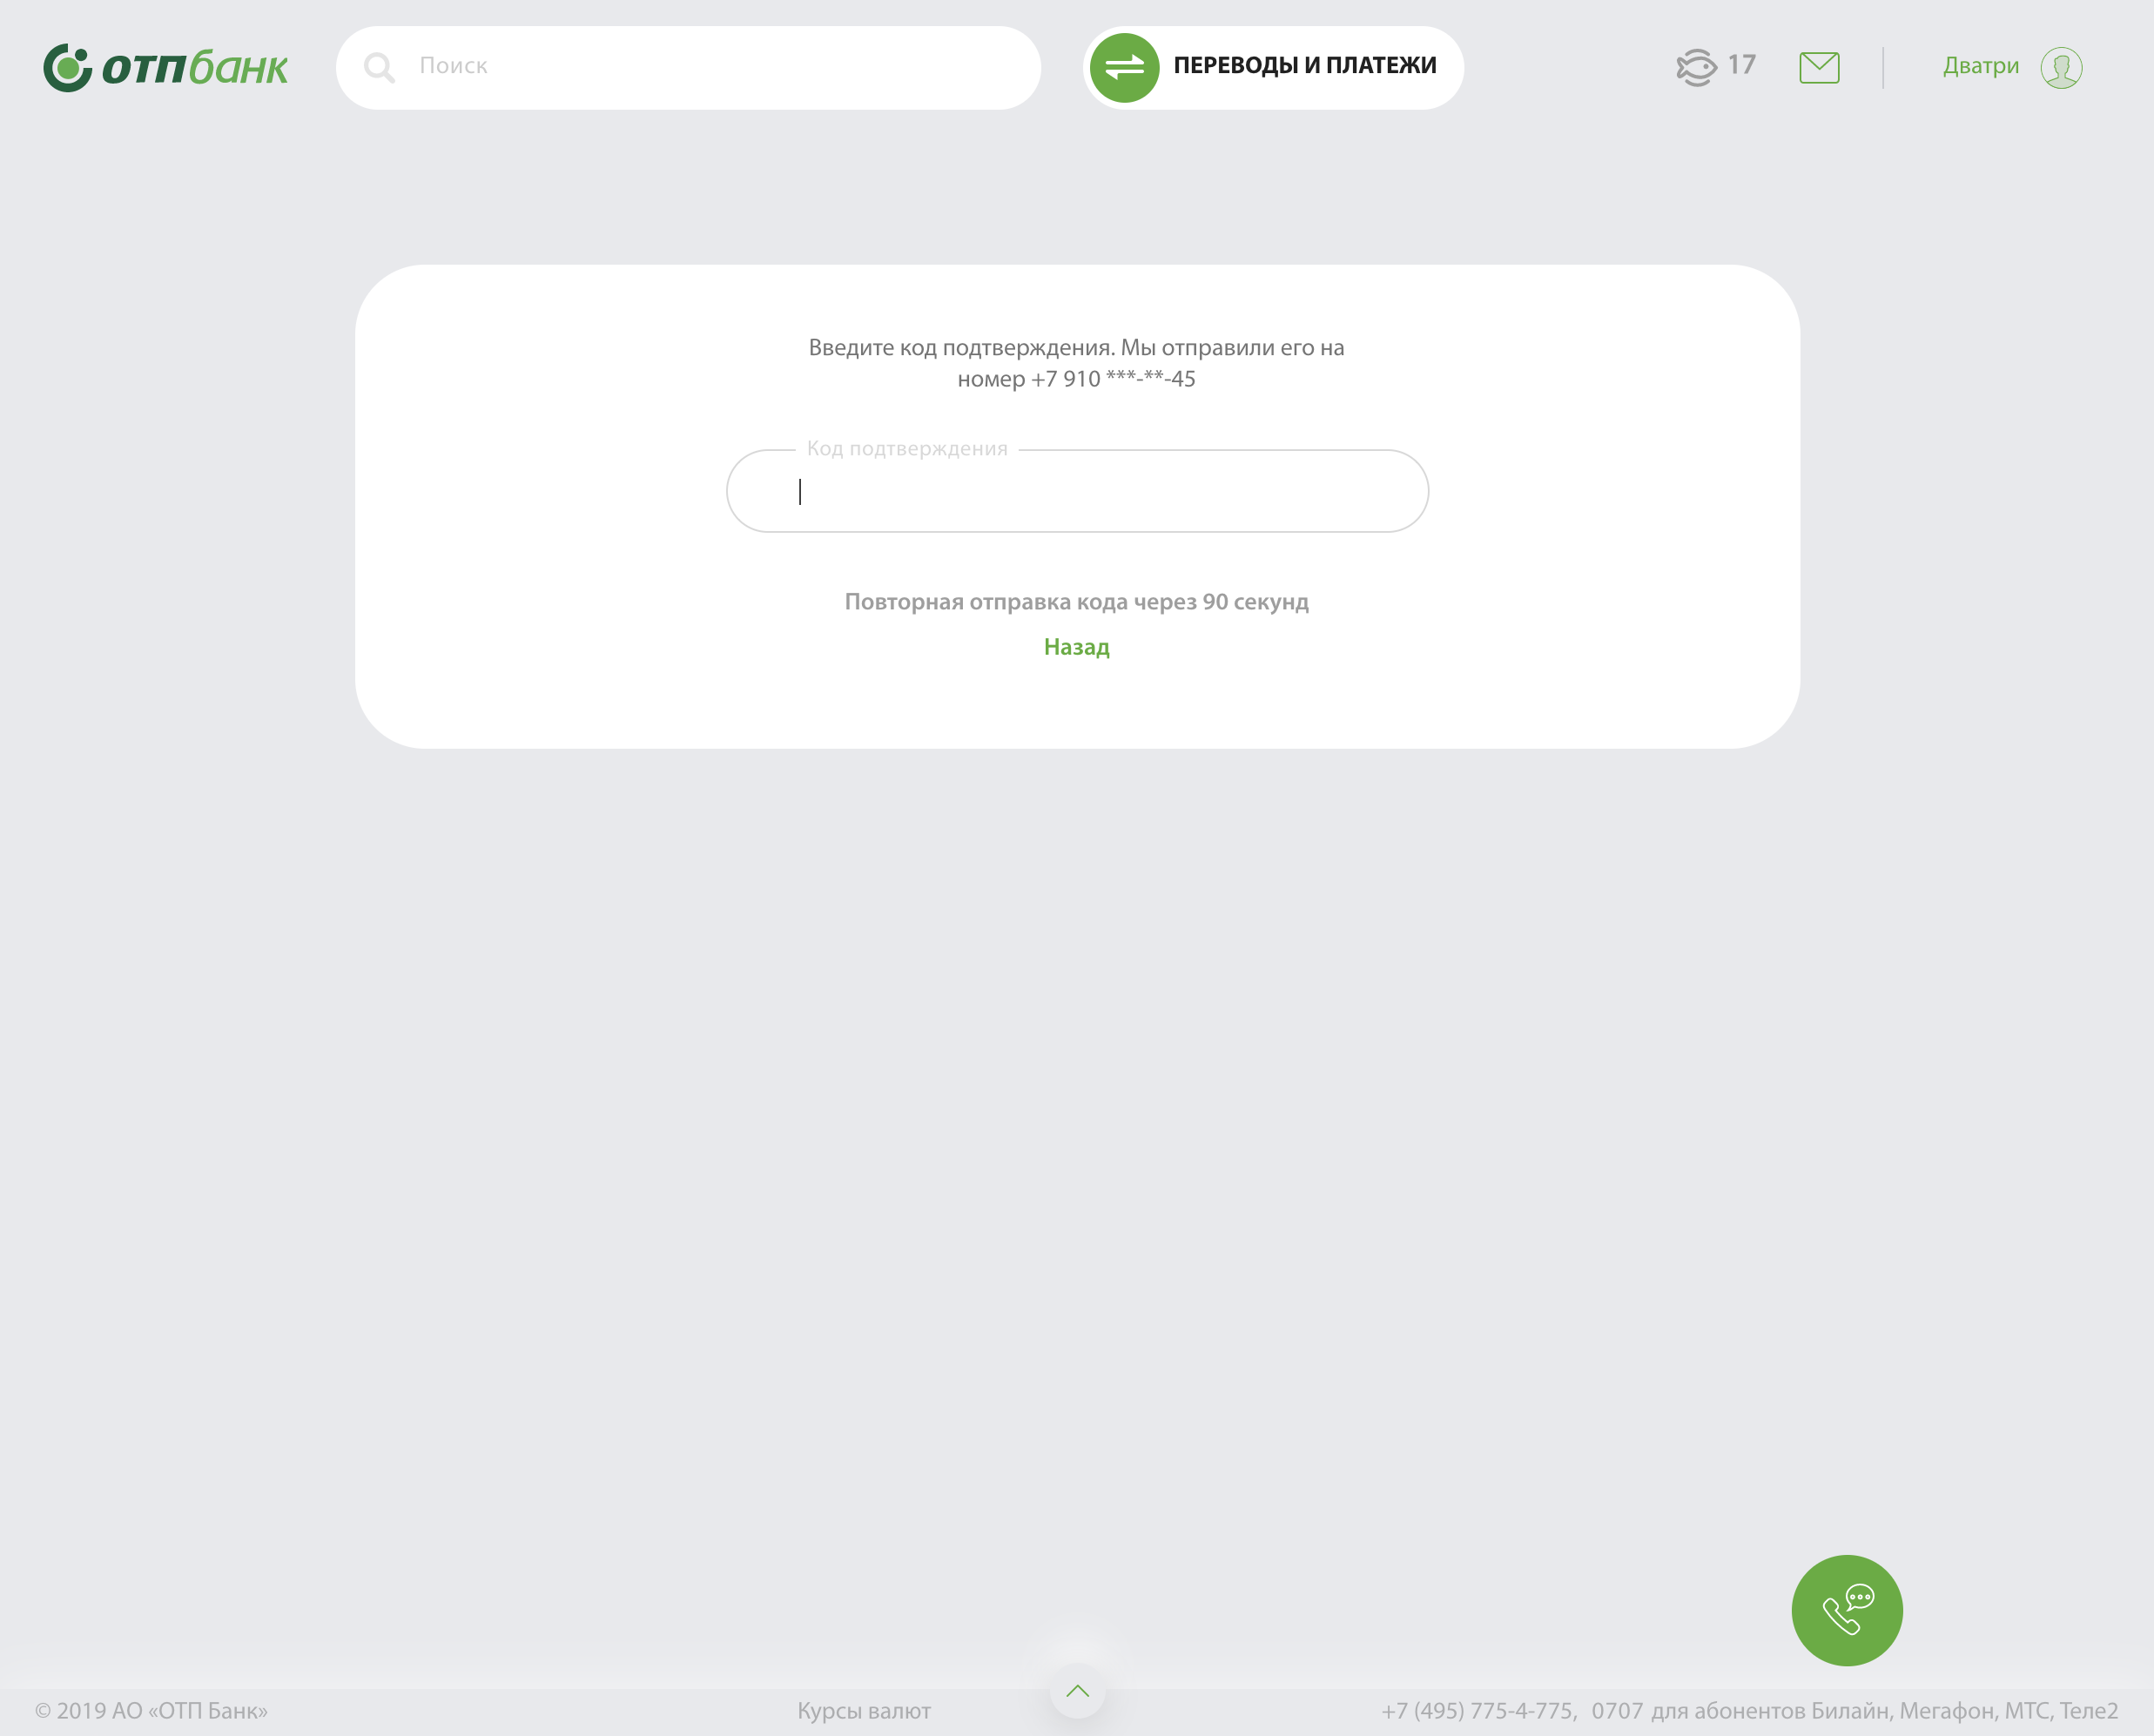 отпбанк
Поиск
ПЕРЕВОДЫ И ПЛАТЕЖИ
17
Дватри
Введите код подтверждения. Мы отправили его на
номер +7 910 ***-**-45
Код подтверждения
Повторная отправка кода через 90 секунд
Назад
© 2019 АО «ОТП Банк»
Курсы валют
+7 (495) 775-4-775, 0707 для абонентов Билайн, Мегафон, МТС, Теле2